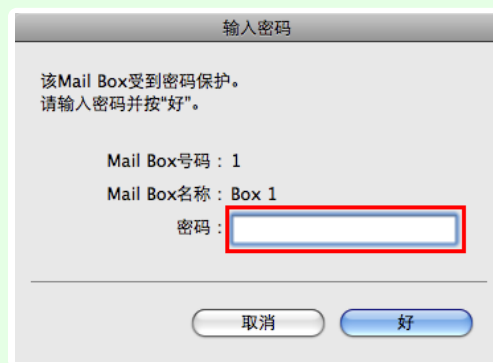 输入密码
该Mail Box受到密码保护。
请输入密码并按“好”。
Mail Box号码：1
Mail Box名称：Box 1
密码：
取消
好